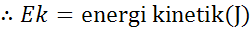 ∴ Ek = energi kinetik(J)